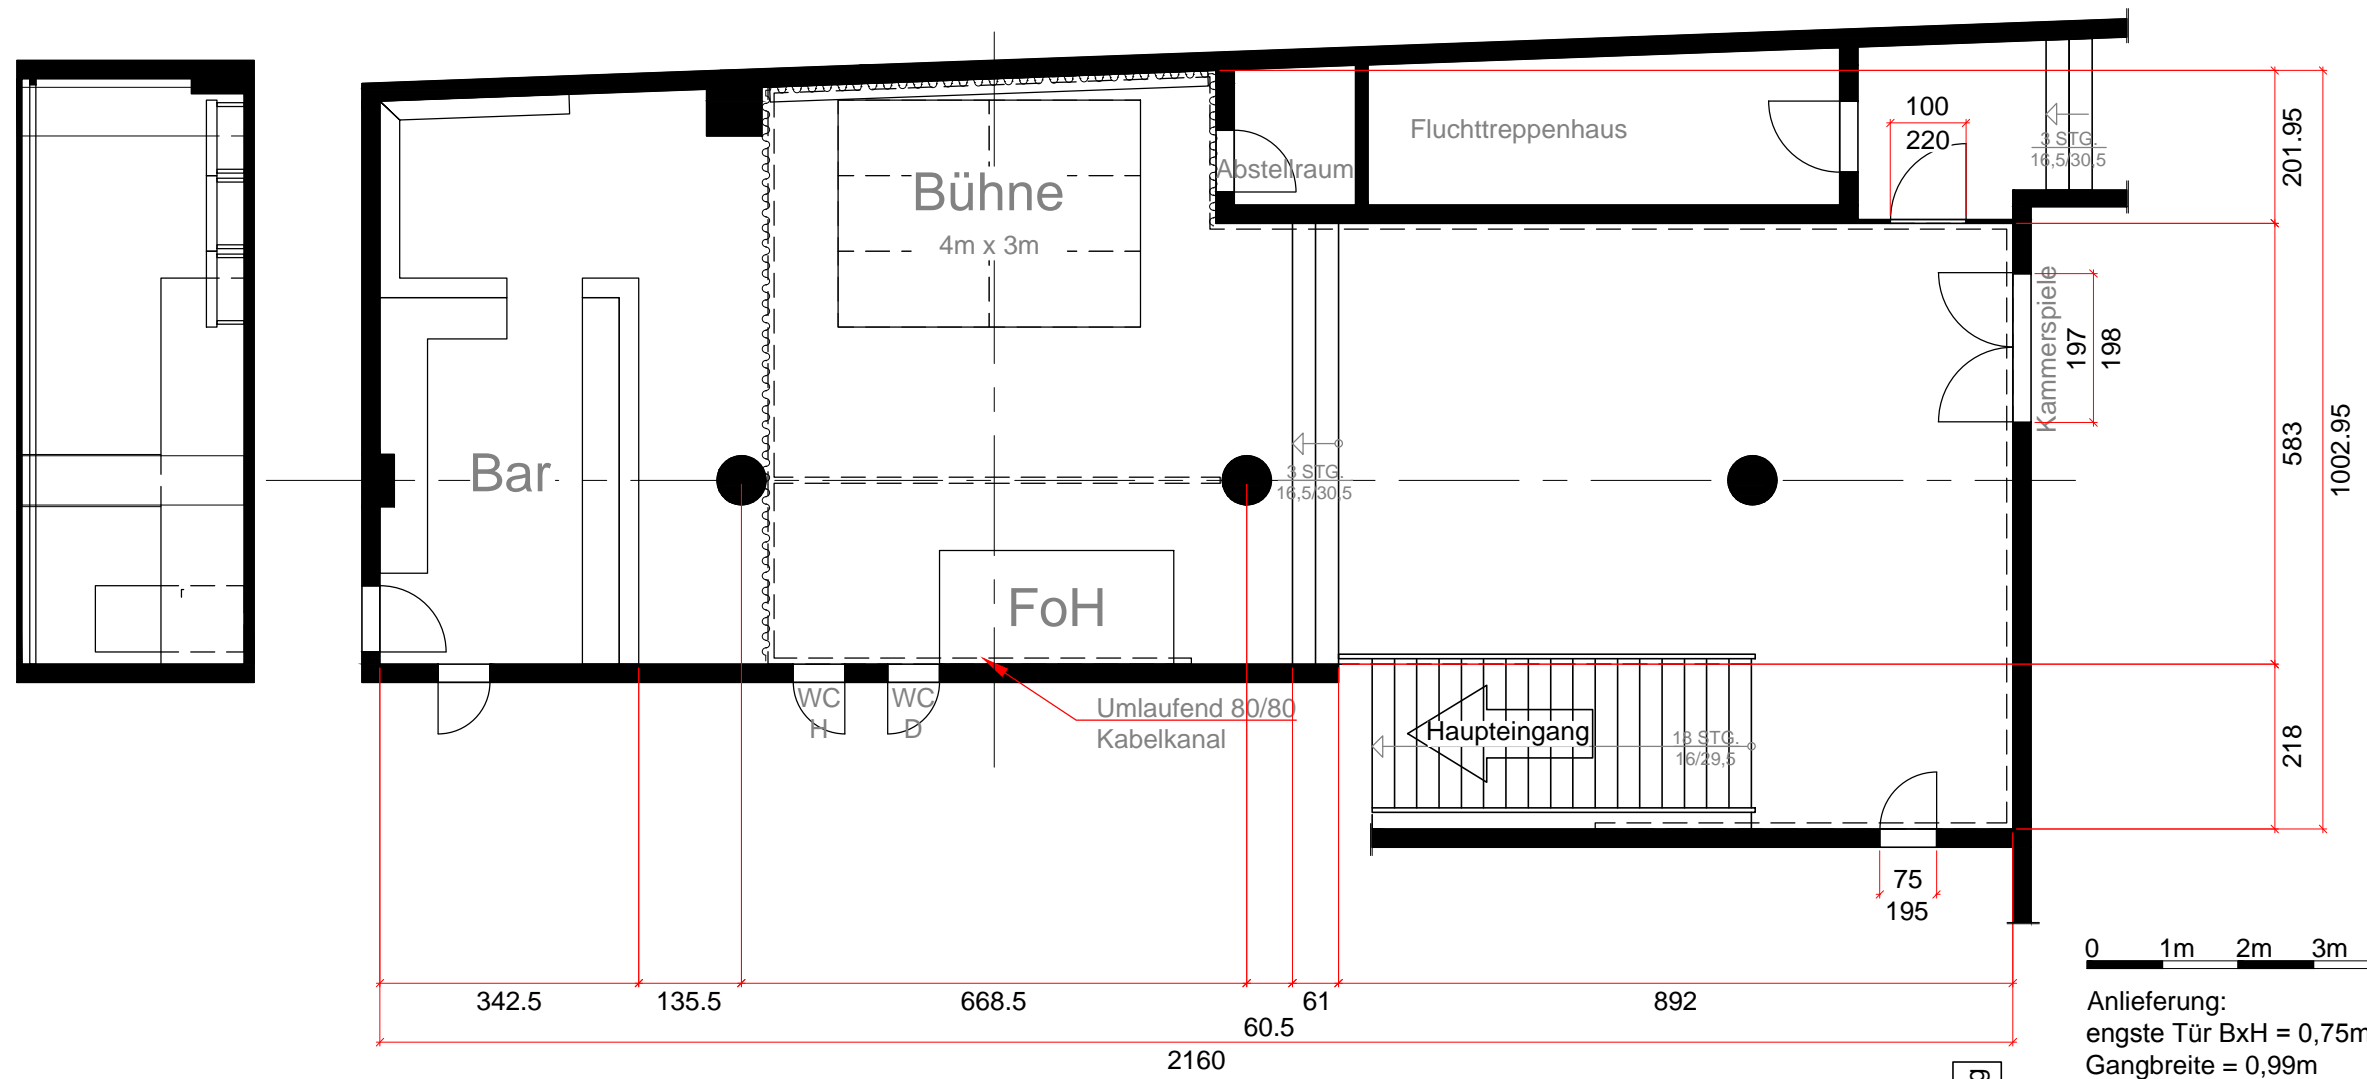 Bühne
4m x 3m
Abstellraum
Fluchttreppenhaus
100
220
3 STG.
16,5/30,5
201.95
Kammerspiele
197
198
583
1002.95
Bar
3 STG.
16,5/30,5
FoH
WC
H
WC
D
Umlaufend 80/80
Kabelkanal
Haupteingang
18 STG.
16/29,5
218
75
195
342.5
135.5
668.5
61
892
60.5
2160
0 1m 2m 3m
Anlieferung:
engste Tür BxH = 0,75m
Gangbreite = 0,99m
g